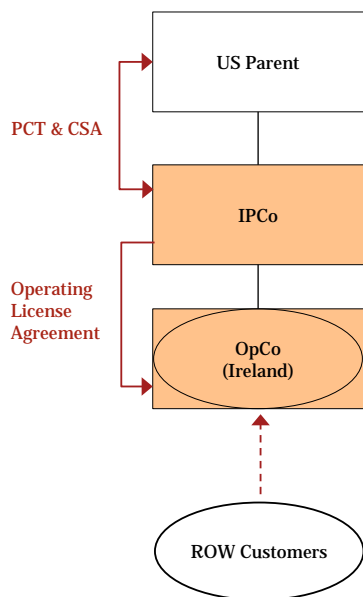 US Parent
PCT & CSA
IPCo
Operating
License
Agreement
OpCo
(Ireland)
ROW Customers